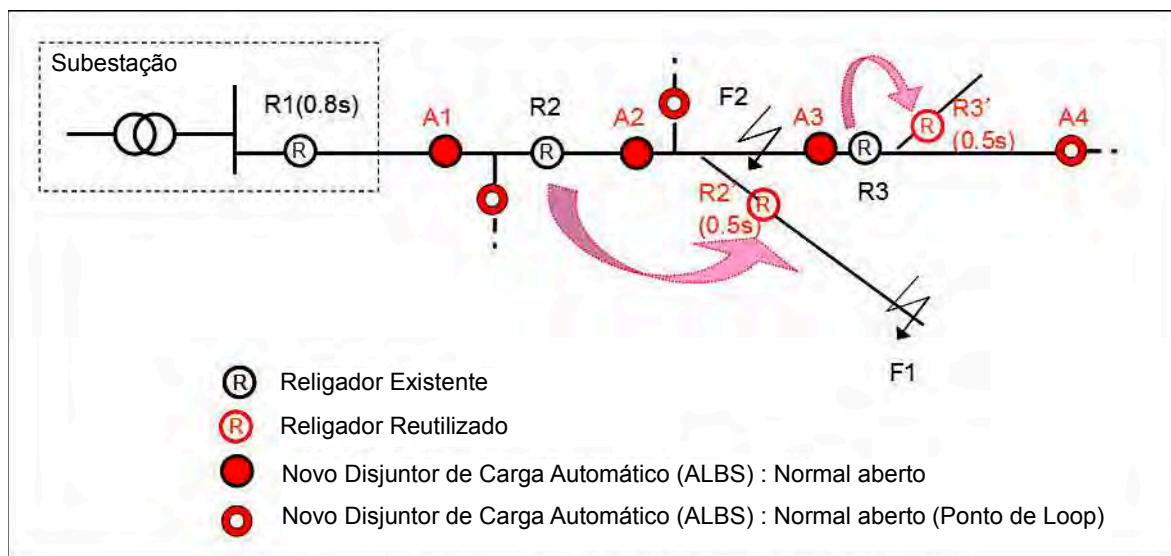 Subestação
R1(0.8s)
A1
R2
A2
F2
A3
R3´
(0.5s)
A4
R
R
R
R
R2´
(0.5s)
R
R3
F1
R Religador Existente
R Religador Reutilizado
Novo Disjuntor de Carga Automático (ALBS) : Normal aberto
Novo Disjuntor de Carga Automático (ALBS) : Normal aberto (Ponto de Loop)